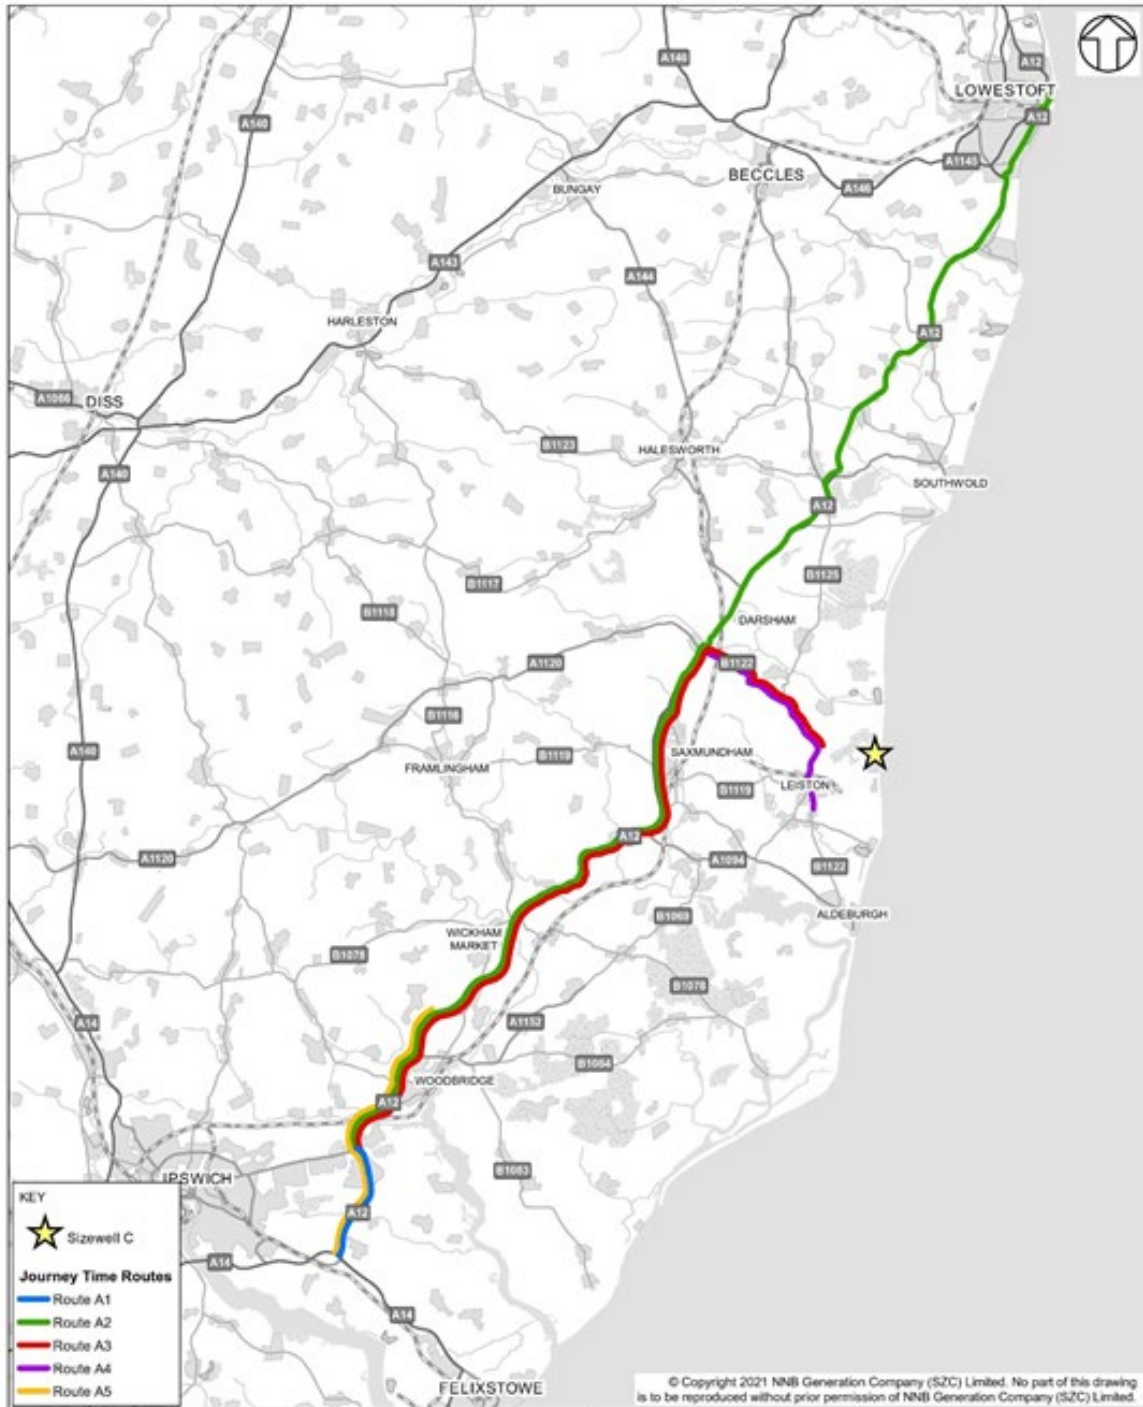 A146
A12
LOWESTOFT
A12
A140
A1145
BECCLES
A146
BUNGAY
A143
A144
HARLESTON
A12
A1066
DISS
B1123
HALESWORTH
A140
SOUTHWOLD
A12
B1117
B1125
B1118
DARSHAM
A1120
B1122
B1116
A140
SAXMUNDHAM
B1119
FRAMLINGHAM
LEISTON
B1119
A12
A1120
A1094
B1122
B1069
ALDEBURGH
WICKHAM
MARKET
B1078
B1078
A14
A1152
B1084
WOODBRIDGE
A12
B1083
IPSWICH
KEY
A12
Sizewell C
A14
Journey Time Routes
Route A1
A14
Route A2
Route A3
Route A4
FELIXSTOWE
Route A5
© Copyright 2021 NNB Generation Company (SZC) Limited. No part of this drawing
is to be reproduced without prior permission of NNB Generation Company (SZC) Limited.